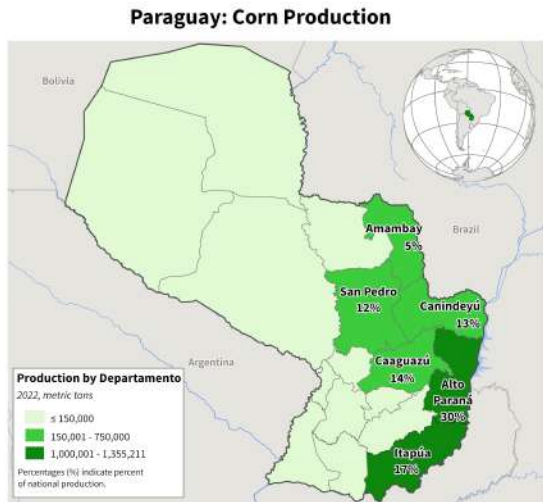 Paraguay: Corn Production
Bolivia
Amambay
5%
Brazil
San Pedro
12%
Canindeyú
13%
Caaguazú
14%
Argentina
Alto
Paraná
30%
Itapúa
17%
Production by Departamento
2022, metric tons
≤ 150,000
150,001 - 750,000
1,000,001 - 1,355,211
Percentages (%) indicate percent
of national production.